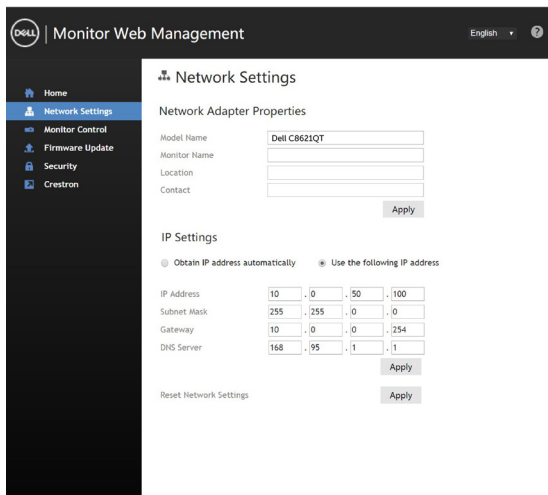 DELL | Monitor Web Management
English
?
Home
Network Settings
Monitor Control
Firmware Update
Security
Crestron
Network Settings
Network Adapter Properties
Model Name Dell C8621QT
Monitor Name
Location
Contact
Apply
IP Settings
Obtain IP address automatically Use the following IP address
IP Address 10 . 0 . 50 . 100
Subnet Mask 255 . 255 . 0 . 0
Gateway 10 . 0 . 0 . 254
DNS Server 168 . 95 . 1 . 1
Apply
Reset Network Settings Apply